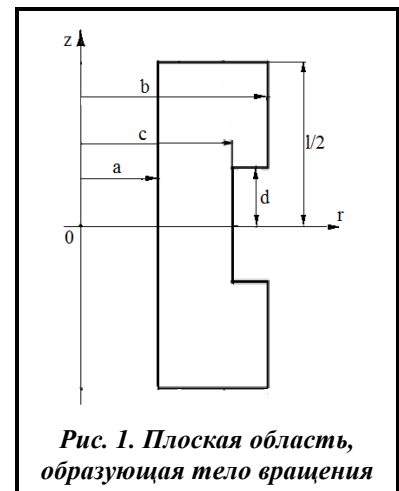 z
b
c
l/2
a
d
r
0
Рис. 1. Плоская область,
образующая тело вращения